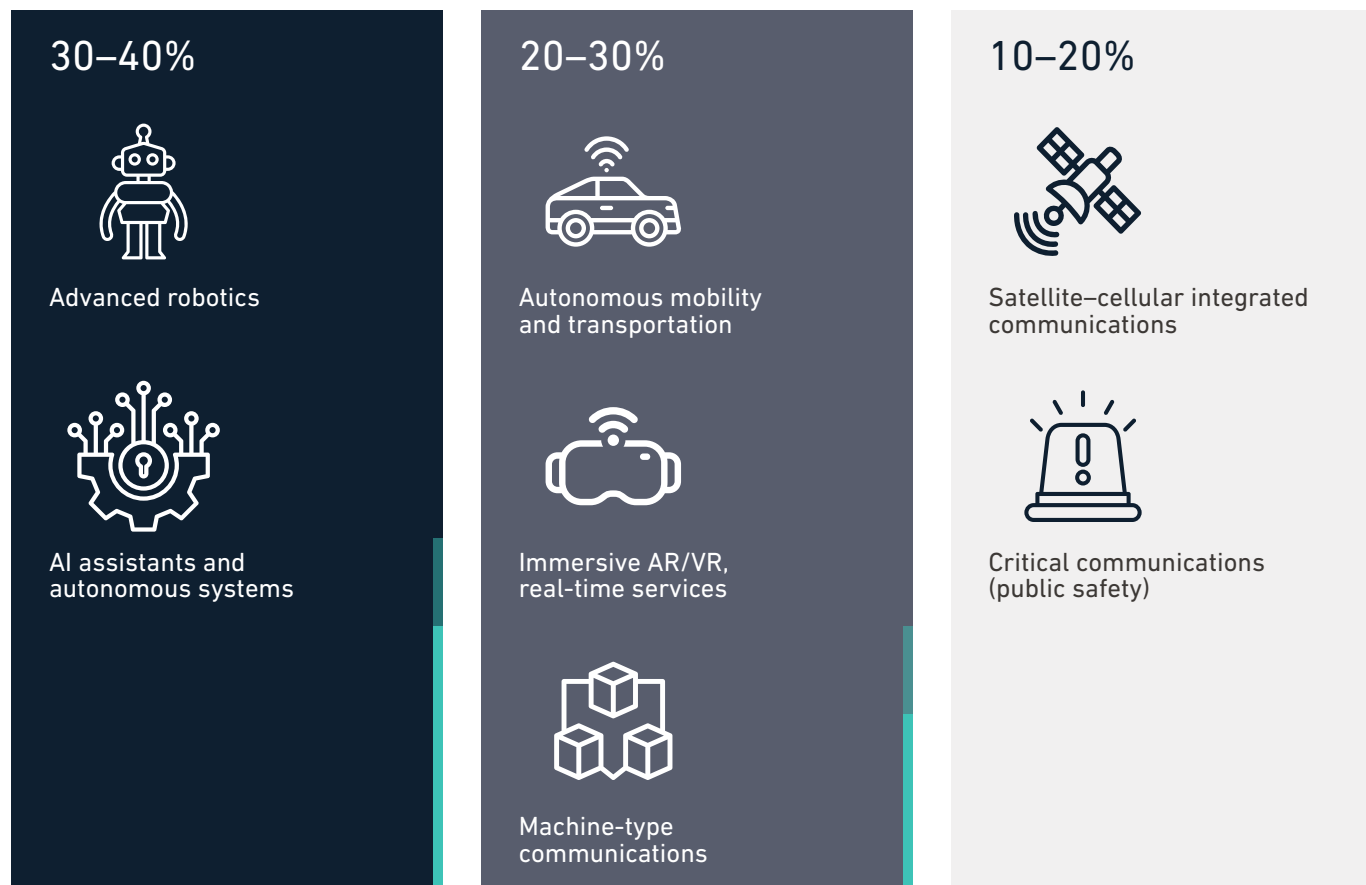 30–40%
Advanced robotics
AI assistants and
autonomous systems
20–30%
Autonomous mobility
and transportation
Immersive AR/VR,
real-time services
Machine-type
communications
10–20%
Satellite–cellular integrated
communications
Critical communications
(public safety)